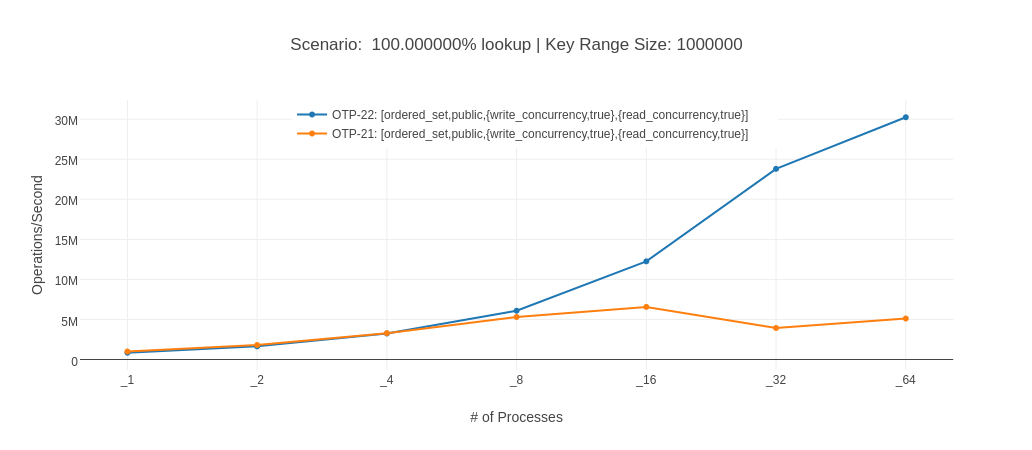 Scenario:  100.000000% lookup | Key Range Size: 1000000
OTP-22: [ordered_set,public,{write_concurrency,true},{read_concurrency,true}]
OTP-21: [ordered_set,public,{write_concurrency,true},{read_concurrency,true}]
Operations/Second
30M
25M
20M
15M
10M
5M
0
_1 _2 _4 _8 _16 _32 _64
# of Processes